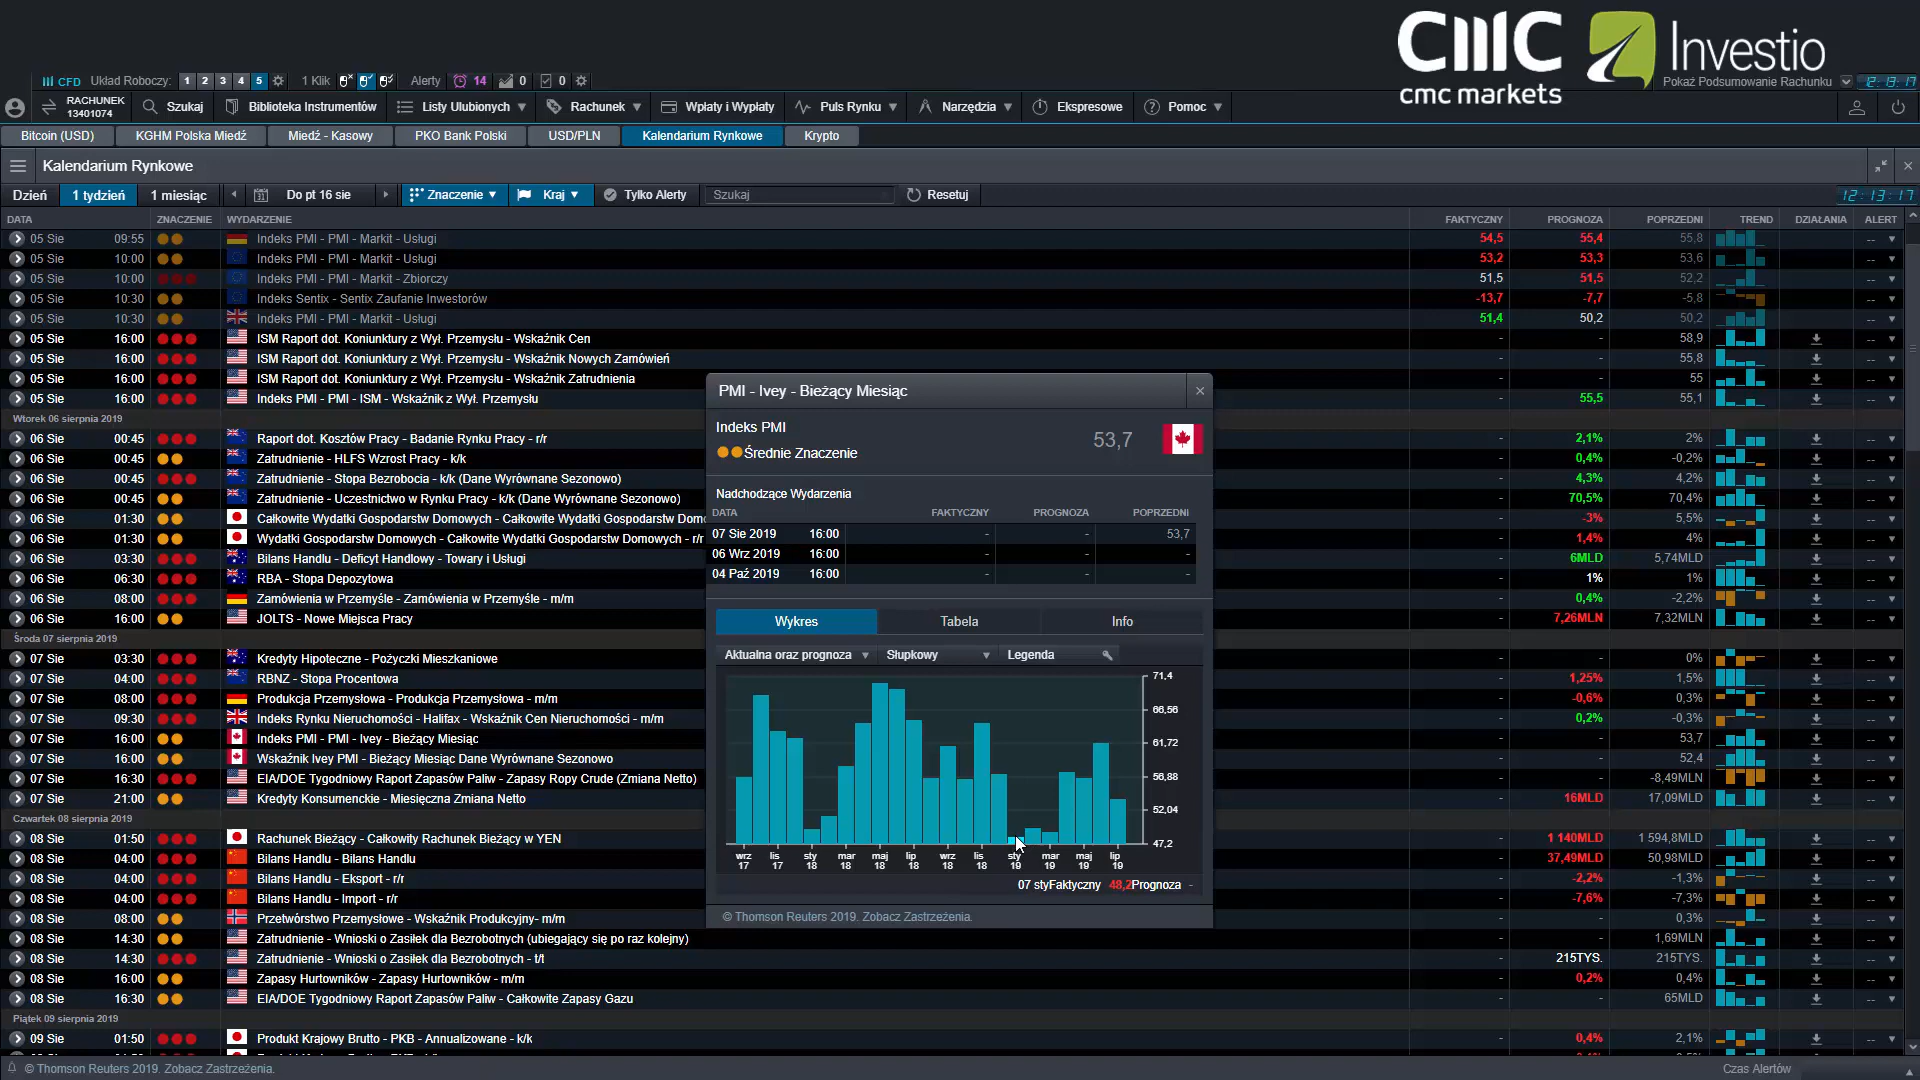 cmc markets
Investio
CFD Układ Roboczy: 1 2 3 4 5 1 Klik Alerty 14 0 0 Pokaż Podsumowanie Rachunku 12:13:17
RACHUNEK 13401074 Szukaj Biblioteka Instrumentów Listy Ulubionych Rachunek Wpłaty i Wypłaty Puls Rynku Narzędzia Ekspresowe Pomoc
Bitcoin (USD) KGHM Polska Miedź Miedź - Kasowy PKO Bank Polski USD/PLN Kalendarium Rynkowe Krypto
Kalendarium Rynkowe
Dzień 1 tydzień 1 miesiąc Do pt 16 sie Znaczenie Kraj Tylko Alerty Szukaj Resetuj 12:13:17
DATA ZNACZENIE WYDARZENIE FAKTYCZNY PROGNOZA POPRZEDNI TREND DZIAŁANIA ALERT
05 Sie 09:55 Indeks PMI - PMI - Markit - Usługi 54,5 55,4 55,8 --
05 Sie 10:00 Indeks PMI - PMI - Markit - Usługi 53,2 53,3 53,6 --
05 Sie 10:00 Indeks PMI - PMI - Markit - Zbiorczy 51,5 51,5 52,2 --
05 Sie 10:30 Indeks Sentix - Sentix Zaufanie Inwestorów -13,7 -7,7 -5,8 --
05 Sie 10:30 Indeks PMI - PMI - Markit - Usługi 51,4 50,2 50,2 --
05 Sie 16:00 ISM Raport dot. Koniunktury z Wył. Przemysłu - Wskaźnik Cen - - 58,9 --
05 Sie 16:00 ISM Raport dot. Koniunktury z Wył. Przemysłu - Wskaźnik Nowych Zamówień - - 55,8 --
05 Sie 16:00 ISM Raport dot. Koniunktury z Wył. Przemysłu - Wskaźnik Zatrudnienia - - 55 --
05 Sie 16:00 Indeks PMI - PMI - ISM - Wskaźnik z Wył. Przemysłu - 55,5 55,1 --
Wtorek 06 sierpnia 2019
06 Sie 00:45 Raport dot. Kosztów Pracy - Badanie Rynku Pracy - r/r - 2,1% 2% --
06 Sie 00:45 Zatrudnienie - HLFS Wzrost Pracy - k/k - 0,4% -0,2% --
06 Sie 00:45 Zatrudnienie - Stopa Bezrobocia - k/k (Dane Wyrównane Sezonowo) - 4,3% 4,2% --
06 Sie 00:45 Zatrudnienie - Uczestnictwo w Rynku Pracy - k/k (Dane Wyrównane Sezonowo) - 70,5% 70,4% --
06 Sie 01:30 Całkowite Wydatki Gospodarstw Domowych - Całkowite Wydatki Gospodarstw Dom - -3% 5,5% --
06 Sie 01:30 Wydatki Gospodarstw Domowych - Całkowite Wydatki Gospodarstw Domowych - r/r - 1,4% 4% --
06 Sie 03:30 Bilans Handlu - Deficyt Handlowy - Towary i Usługi - 6MLD 5,74MLD --
06 Sie 06:30 RBA - Stopa Depozytowa - 1% 1% --
06 Sie 08:00 Zamówienia w Przemyśle - Zamówienia w Przemyśle - m/m - 0,4% -2,2% --
06 Sie 16:00 JOLTS - Nowe Miejsca Pracy - 7,26MLN 7,32MLN --
Środa 07 sierpnia 2019
07 Sie 03:30 Kredyty Hipoteczne - Pożyczki Mieszkaniowe - - 0% --
07 Sie 04:00 RBNZ - Stopa Procentowa - 1,25% 1,5% --
07 Sie 08:00 Produkcja Przemysłowa - Produkcja Przemysłowa - m/m - -0,6% 0,3% --
07 Sie 09:30 Indeks Rynku Nieruchomości - Halifax - Wskaźnik Cen Nieruchomości - m/m - 0,2% -0,3% --
07 Sie 16:00 Indeks PMI - PMI - Ivey - Bieżący Miesiąc - - 53,7 --
07 Sie 16:00 Wskaźnik Ivey PMI - Bieżący Miesiąc Dane Wyrównane Sezonowo - - 52,4 --
07 Sie 16:30 EIA/DOE Tygodniowy Raport Zapasów Paliw - Zapasy Ropy Crude (Zmiana Netto) - - -8,49MLN --
07 Sie 21:00 Kredyty Konsumenckie - Miesięczna Zmiana Netto - 16MLD 17,09MLD --
Czwartek 08 sierpnia 2019
08 Sie 01:50 Rachunek Bieżący - Całkowity Rachunek Bieżący w YEN - 1 140MLD 1 594,8MLD --
08 Sie 04:00 Bilans Handlu - Bilans Handlu - 37,49MLD 50,98MLD --
08 Sie 04:00 Bilans Handlu - Eksport - r/r - -2,2% -1,3% --
08 Sie 04:00 Bilans Handlu - Import - r/r - -7,6% -7,3% --
08 Sie 08:00 Przetwórstwo Przemysłowe - Wskaźnik Produkcyjny- m/m - - 0,3% --
08 Sie 14:30 Zatrudnienie - Wnioski o Zasiłek dla Bezrobotnych (ubiegający się po raz kolejny) - - 1,69MLN --
08 Sie 14:30 Zatrudnienie - Wnioski o Zasiłek dla Bezrobotnych - t/t - 215TYS. 215TYS. --
08 Sie 16:00 Zapasy Hurtowników - Zapasy Hurtowników - m/m - 0,2% 0,4% --
08 Sie 16:30 EIA/DOE Tygodniowy Raport Zapasów Paliw - Całkowite Zapasy Gazu - - 65MLD --
Piątek 09 sierpnia 2019
09 Sie 01:50 Produkt Krajowy Brutto - PKB - Annualizowane - k/k - 0,4% 2,1% --
PMI - Ivey - Bieżący Miesiąc
Indeks PMI 53,7
Średnie Znaczenie
Nadchodzące Wydarzenia
DATA FAKTYCZNY PROGNOZA POPRZEDNI
07 Sie 2019 16:00 - - 53,7
06 Wrz 2019 16:00 - - -
04 Paź 2019 16:00 - - -
Wykres Tabela Info
Aktualna oraz prognoza Słupkowy Legenda
71,4
66,56
61,72
56,88
52,04
47,2
wrz 17 lis 17 sty 18 mar 18 maj 18 lip 18 wrz 18 lis 18 sty 19 mar 19 maj 19 lip 19
07 styFaktyczny 48,2Prognoza -
© Thomson Reuters 2019. Zobacz Zastrzeżenia.
© Thomson Reuters 2019. Zobacz Zastrzeżenia. Czas Alertów